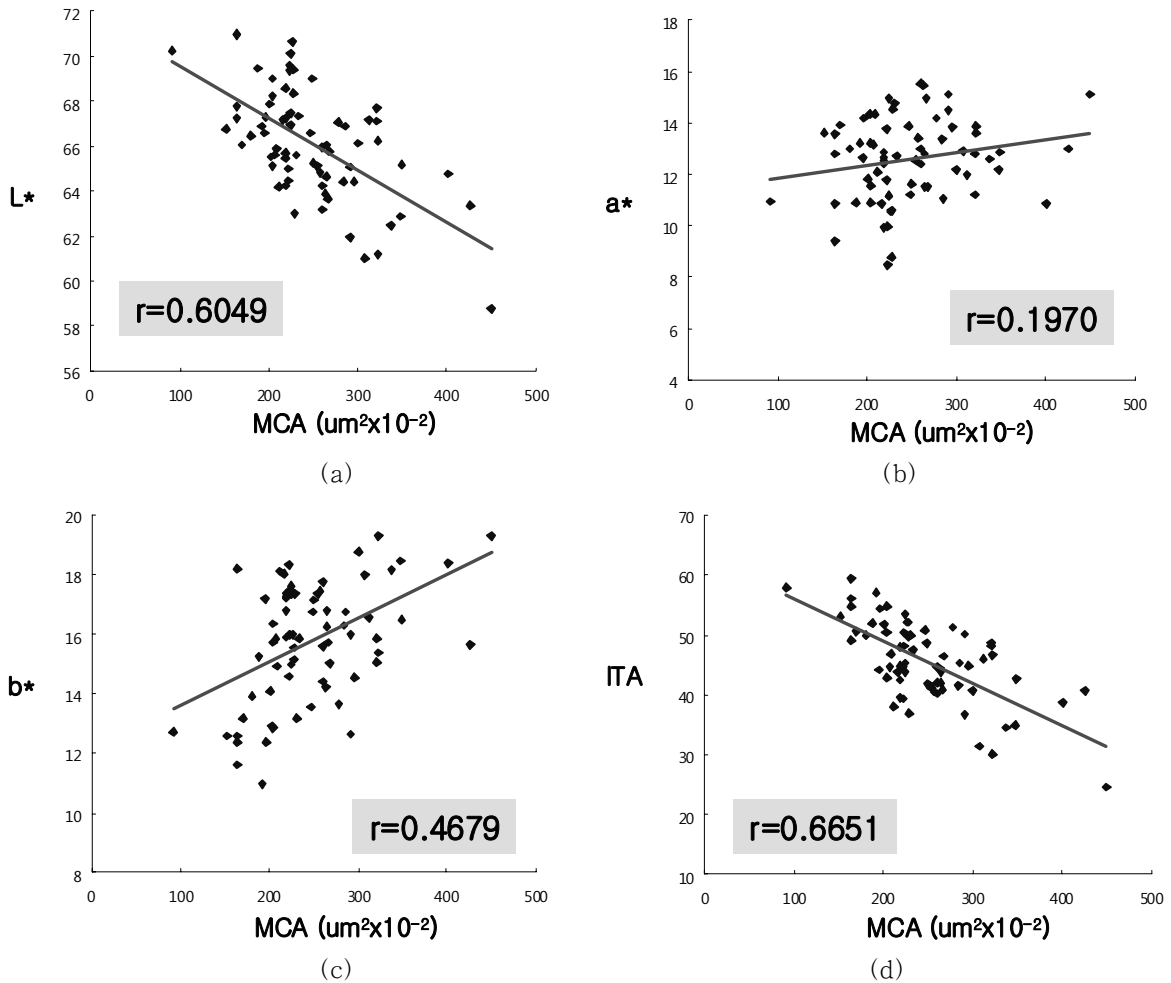 72
70
68
66
64
62
60
58
56
L*
r=0.6049
0 100 200 300 400 500
MCA (um²x10⁻²)
(a)
18
16
14
12
10
8
6
4
a*
r=0.1970
0 100 200 300 400 500
MCA (um²x10⁻²)
(b)
20
18
16
14
12
10
8
b*
r=0.4679
0 100 200 300 400 500
MCA (um²x10⁻²)
(c)
70
60
50
40
30
20
10
ITA
r=0.6651
0 100 200 300 400 500
MCA (um²x10⁻²)
(d)